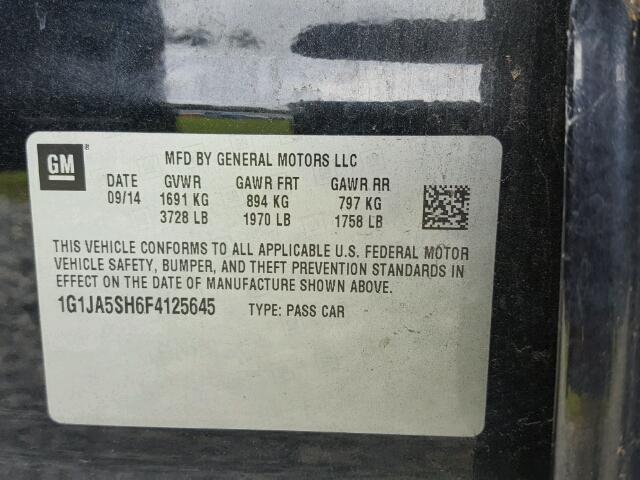 GM ®
MFD BY GENERAL MOTORS LLC
DATE GVWR GAWR FRT GAWR RR
09/14 1691 KG 894 KG 797 KG
3728 LB 1970 LB 1758 LB
THIS VEHICLE CONFORMS TO ALL APPLICABLE U.S. FEDERAL MOTOR
VEHICLE SAFETY, BUMPER, AND THEFT PREVENTION STANDARDS IN
EFFECT ON THE DATE OF MANUFACTURE SHOWN ABOVE.
1G1JA5SH6F4125645 TYPE: PASS CAR